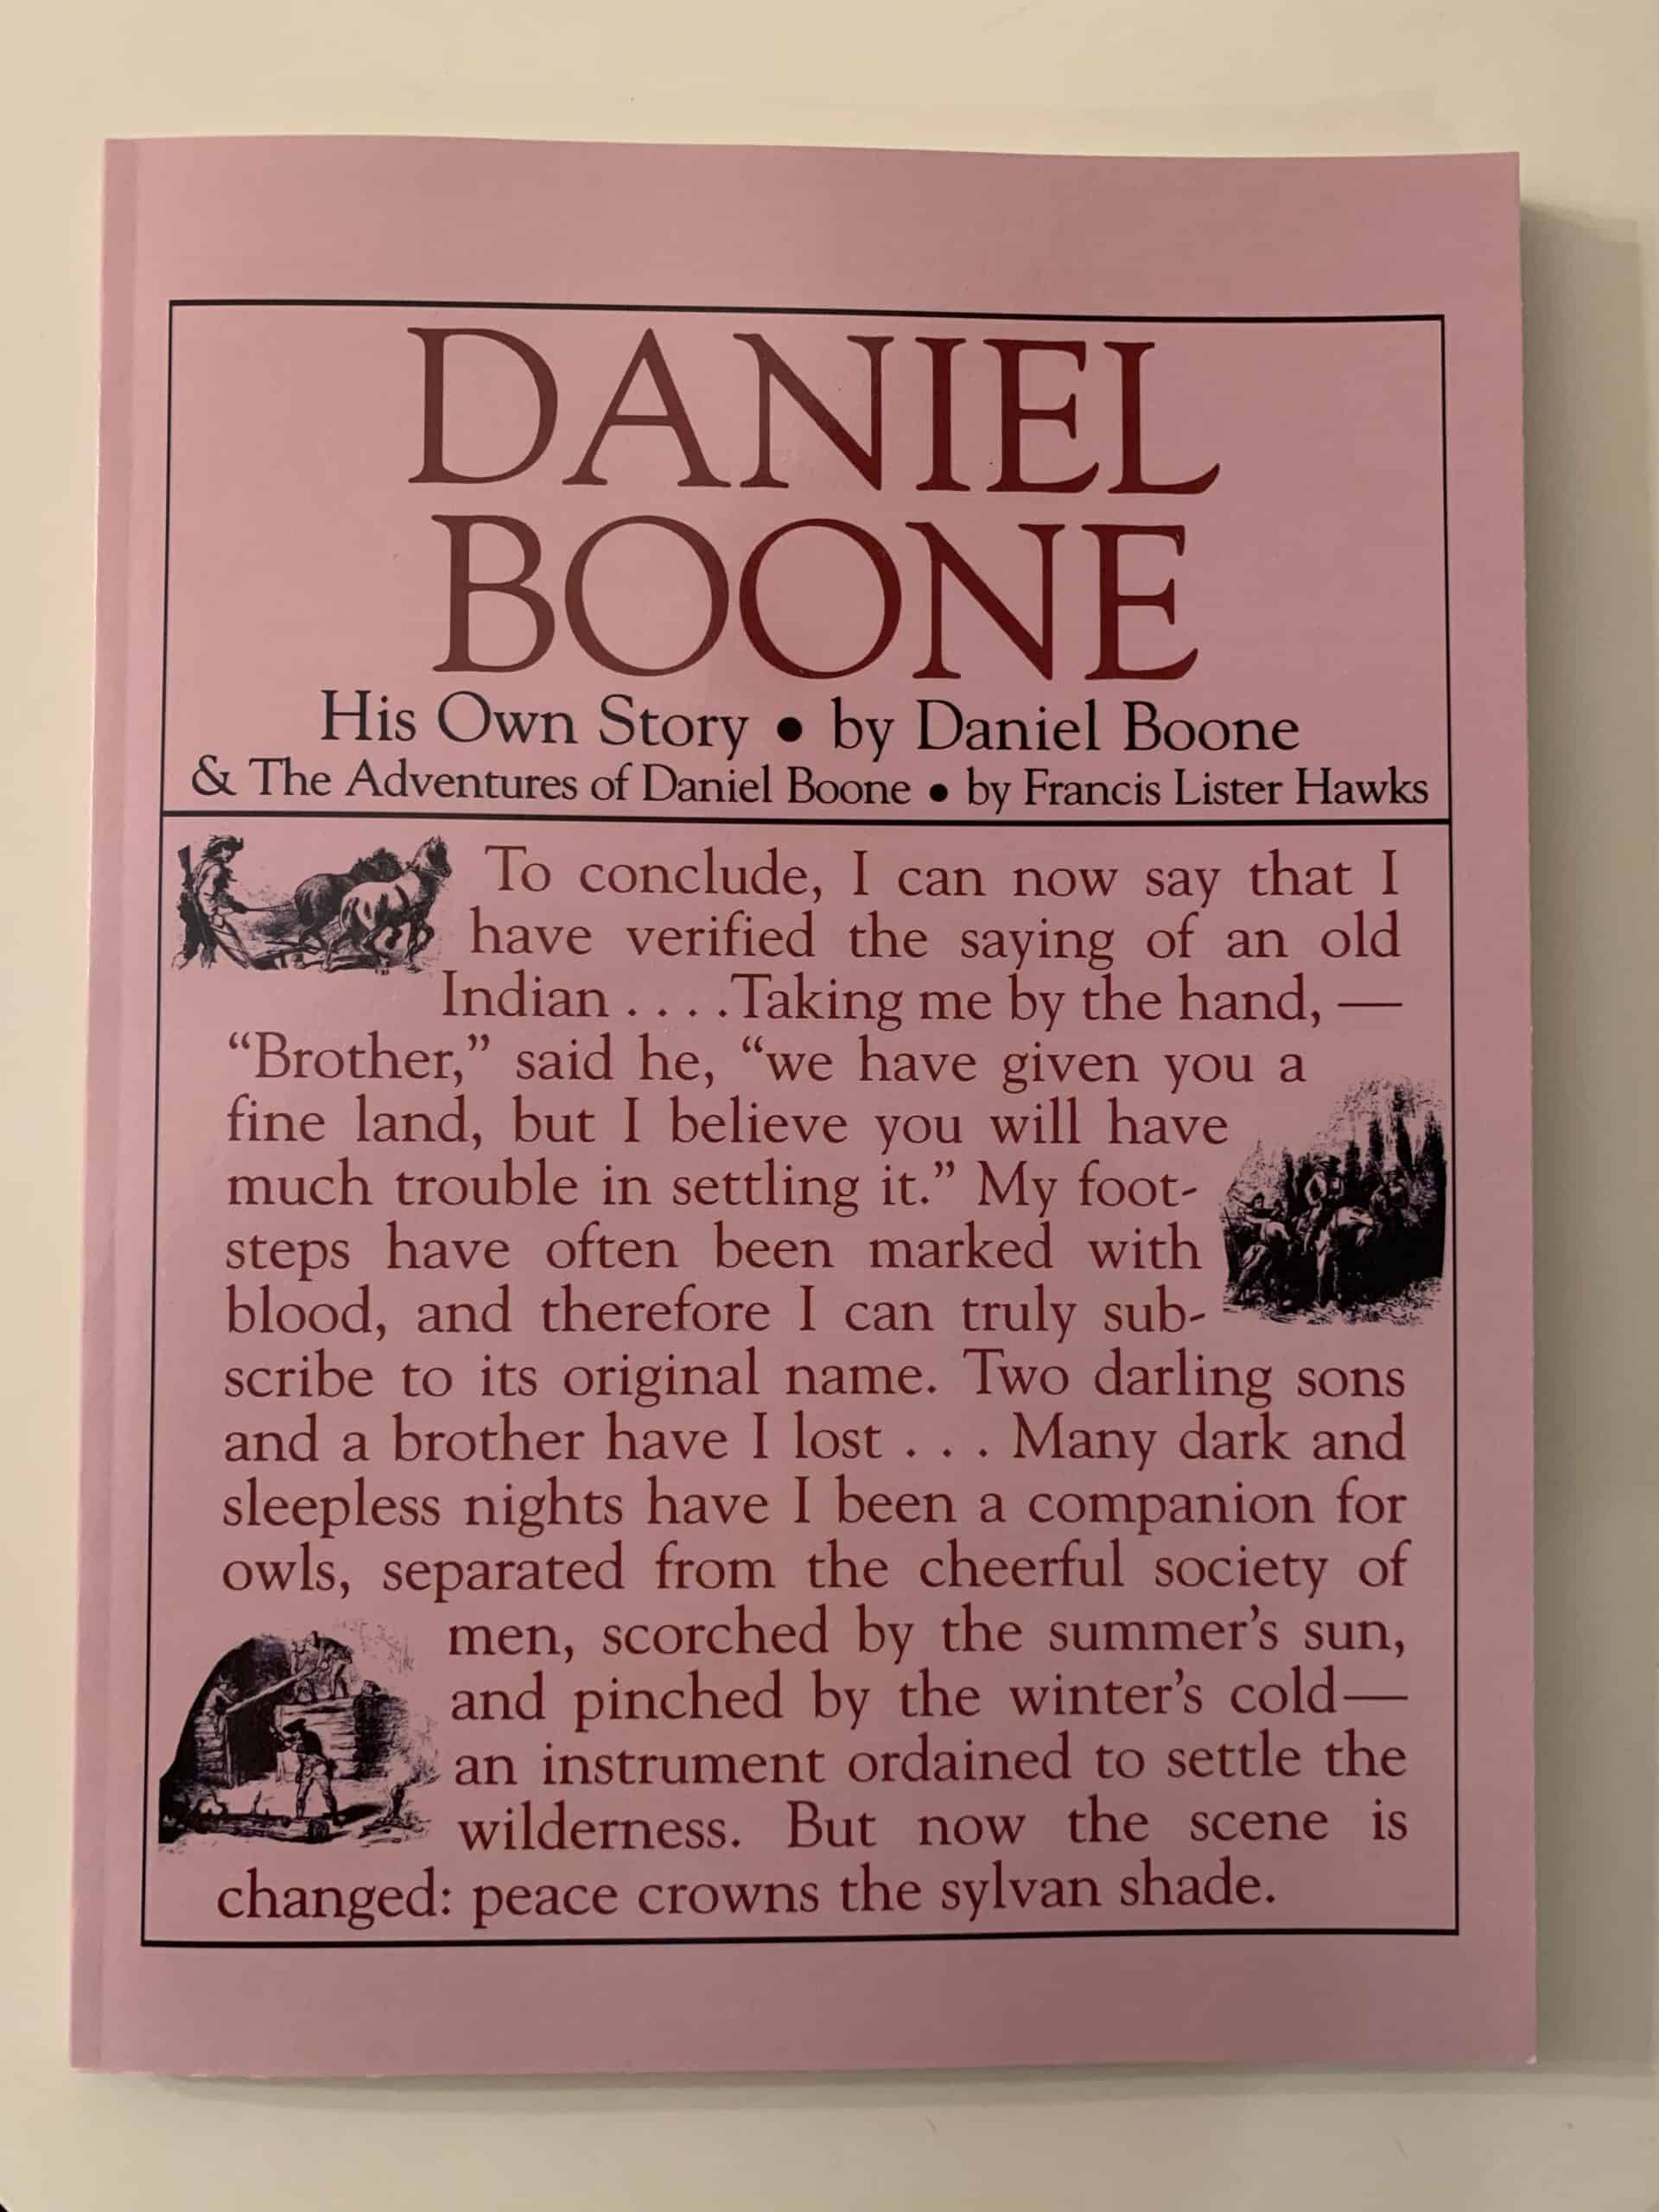 DANIEL
BOONE
His Own Story • by Daniel Boone
& The Adventures of Daniel Boone • by Francis Lister Hawks
To conclude, I can now say that I
have verified the saying of an old
Indian . . . .Taking me by the hand, —
“Brother,” said he, “we have given you a
fine land, but I believe you will have
much trouble in settling it.” My foot-
steps have often been marked with
blood, and therefore I can truly sub-
scribe to its original name. Two darling sons
and a brother have I lost . . . Many dark and
sleepless nights have I been a companion for
owls, separated from the cheerful society of
men, scorched by the summer’s sun,
and pinched by the winter’s cold—
an instrument ordained to settle the
wilderness. But now the scene is
changed: peace crowns the sylvan shade.